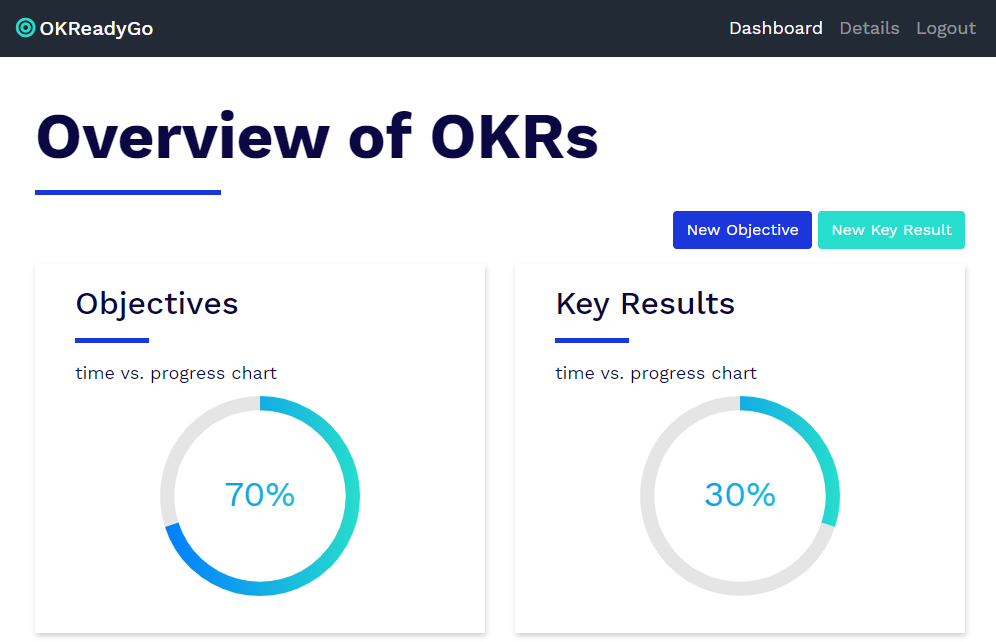 OKReadyGo
Dashboard Details Logout
Overview of OKRs
New Objective New Key Result
Objectives
time vs. progress chart
70%
Key Results
time vs. progress chart
30%